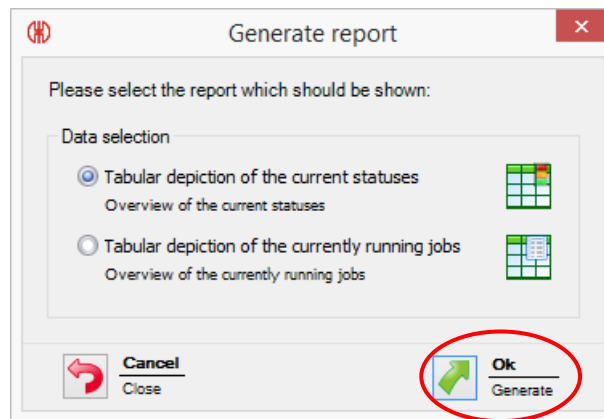 Generate report
Please select the report which should be shown:
Data selection
Tabular depiction of the current statuses
Overview of the current statuses
Tabular depiction of the currently running jobs
Overview of the currently running jobs
Cancel
Close
Ok
Generate